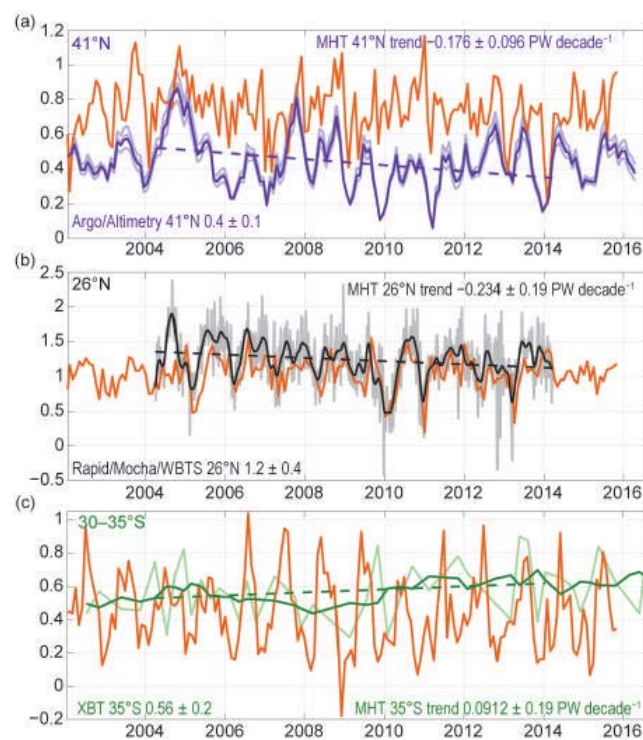 (a)
41°N
MHT 41°N trend −0.176 ± 0.096 PW decade⁻¹
1.2
1
0.8
0.6
0.4
0.2
0
Argo/Altimetry 41°N 0.4 ± 0.1
2004 2006 2008 2010 2012 2014 2016
(b)
26°N
MHT 26°N trend −0.234 ± 0.19 PW decade⁻¹
2.5
2
1.5
1
0.5
0
−0.5
Rapid/Mocha/WBTS 26°N 1.2 ± 0.4
2004 2006 2008 2010 2012 2014 2016
(c)
30–35°S
1
0.8
0.6
0.4
0.2
0
−0.2
XBT 35°S 0.56 ± 0.2
MHT 35°S trend 0.0912 ± 0.19 PW decade⁻¹
2004 2006 2008 2010 2012 2014 2016